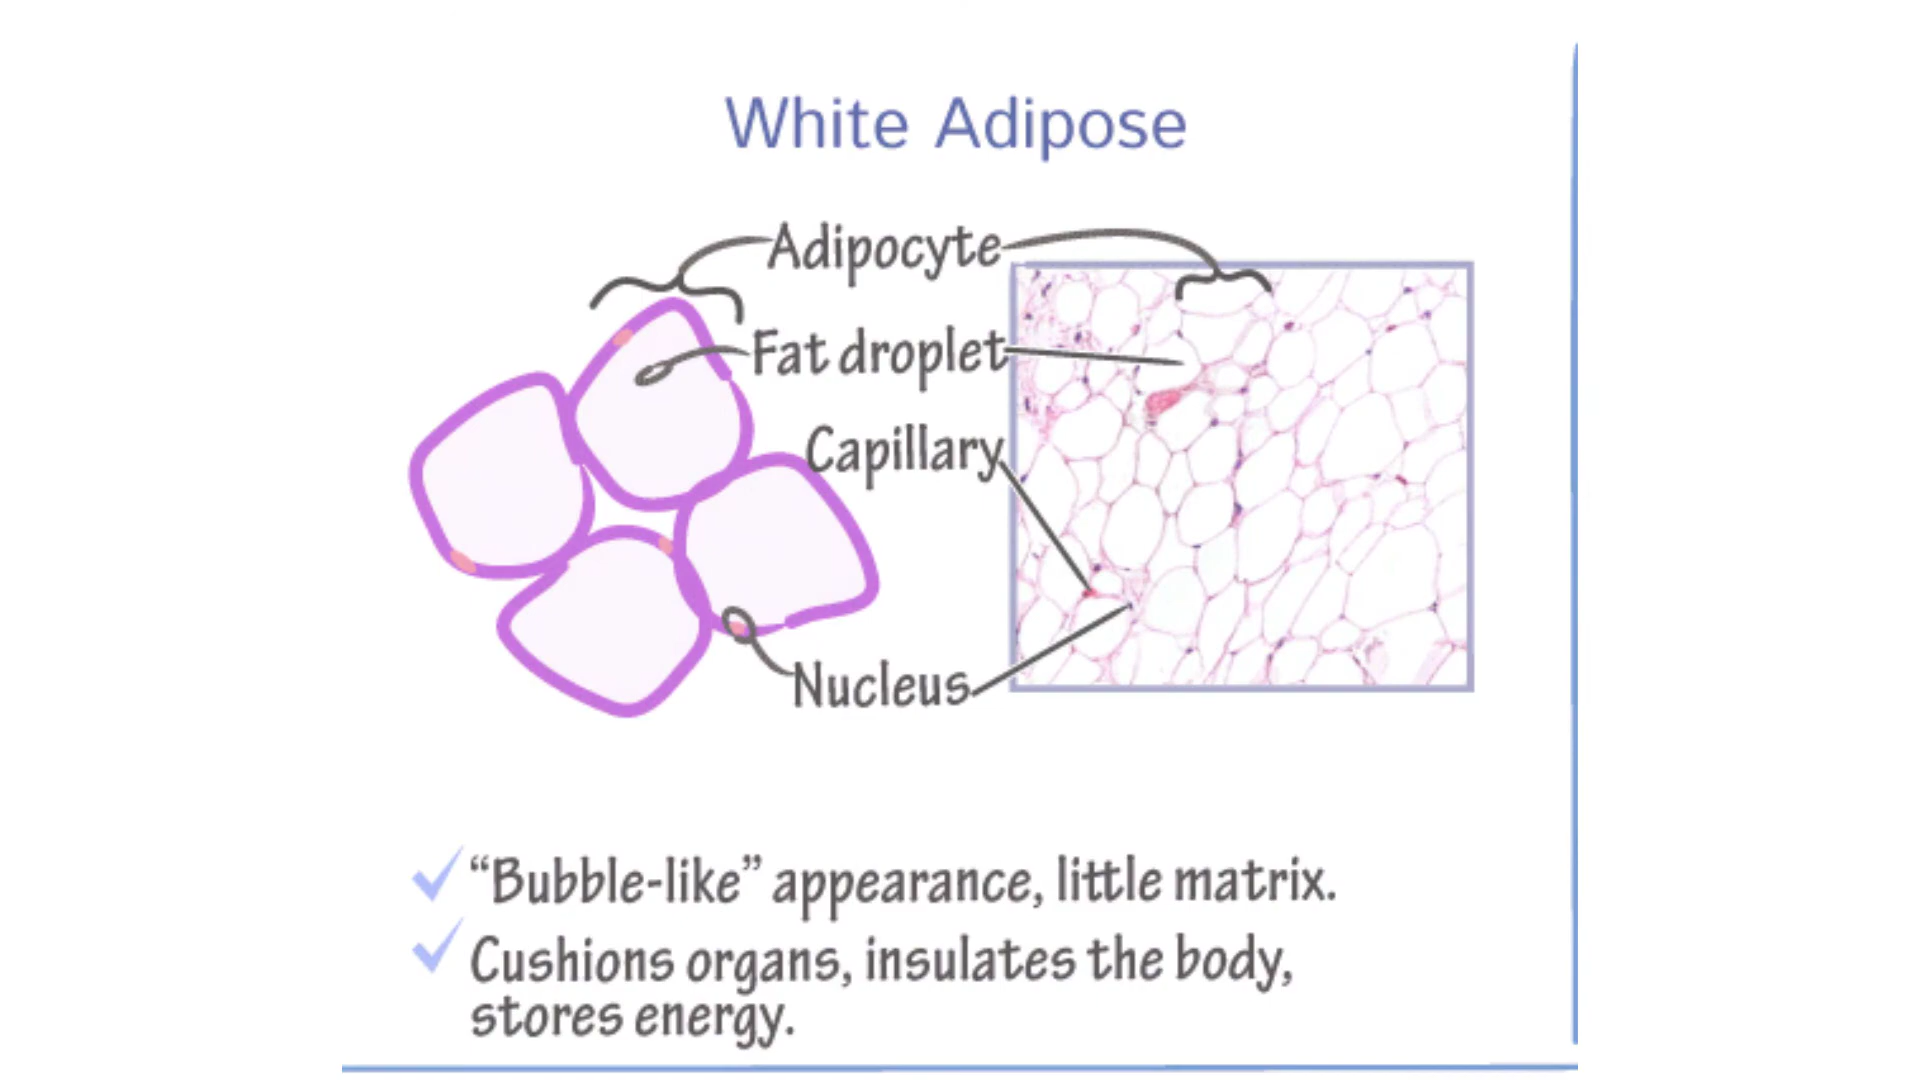 White Adipose
Adipocyte
Fat droplet
Capillary
Nucleus
“Bubble-like” appearance, little matrix.
Cushions organs, insulates the body,
stores energy.